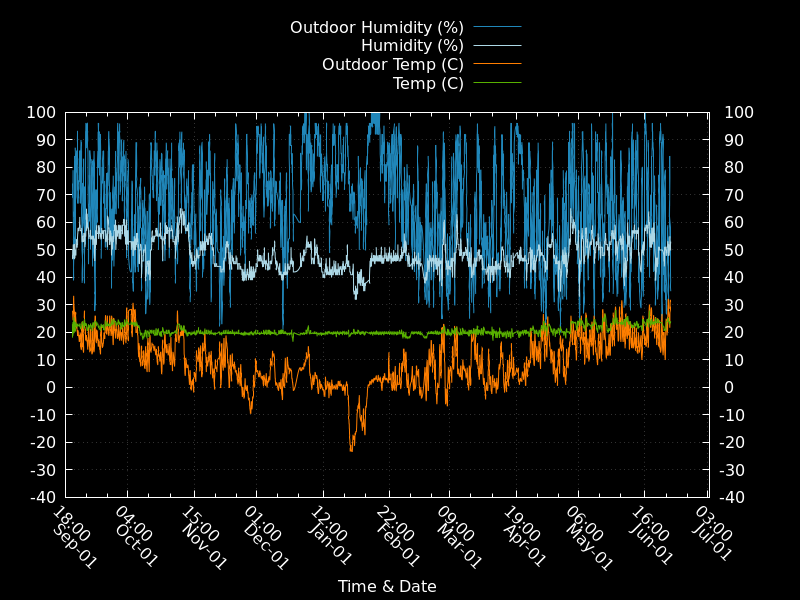 Outdoor Humidity (%)
Humidity (%)
Outdoor Temp (C)
Temp (C)
100 100
90 90
80 80
70 70
60 60
50 50
40 40
30 30
20 20
10 10
0 0
-10 -10
-20 -20
-30 -30
-40 -40
18:00 Sep-01
04:00 Oct-01
15:00 Nov-01
01:00 Dec-01
12:00 Jan-01
22:00 Feb-01
09:00 Mar-01
19:00 Apr-01
06:00 May-01
16:00 Jun-01
03:00 Jul-01
Time & Date